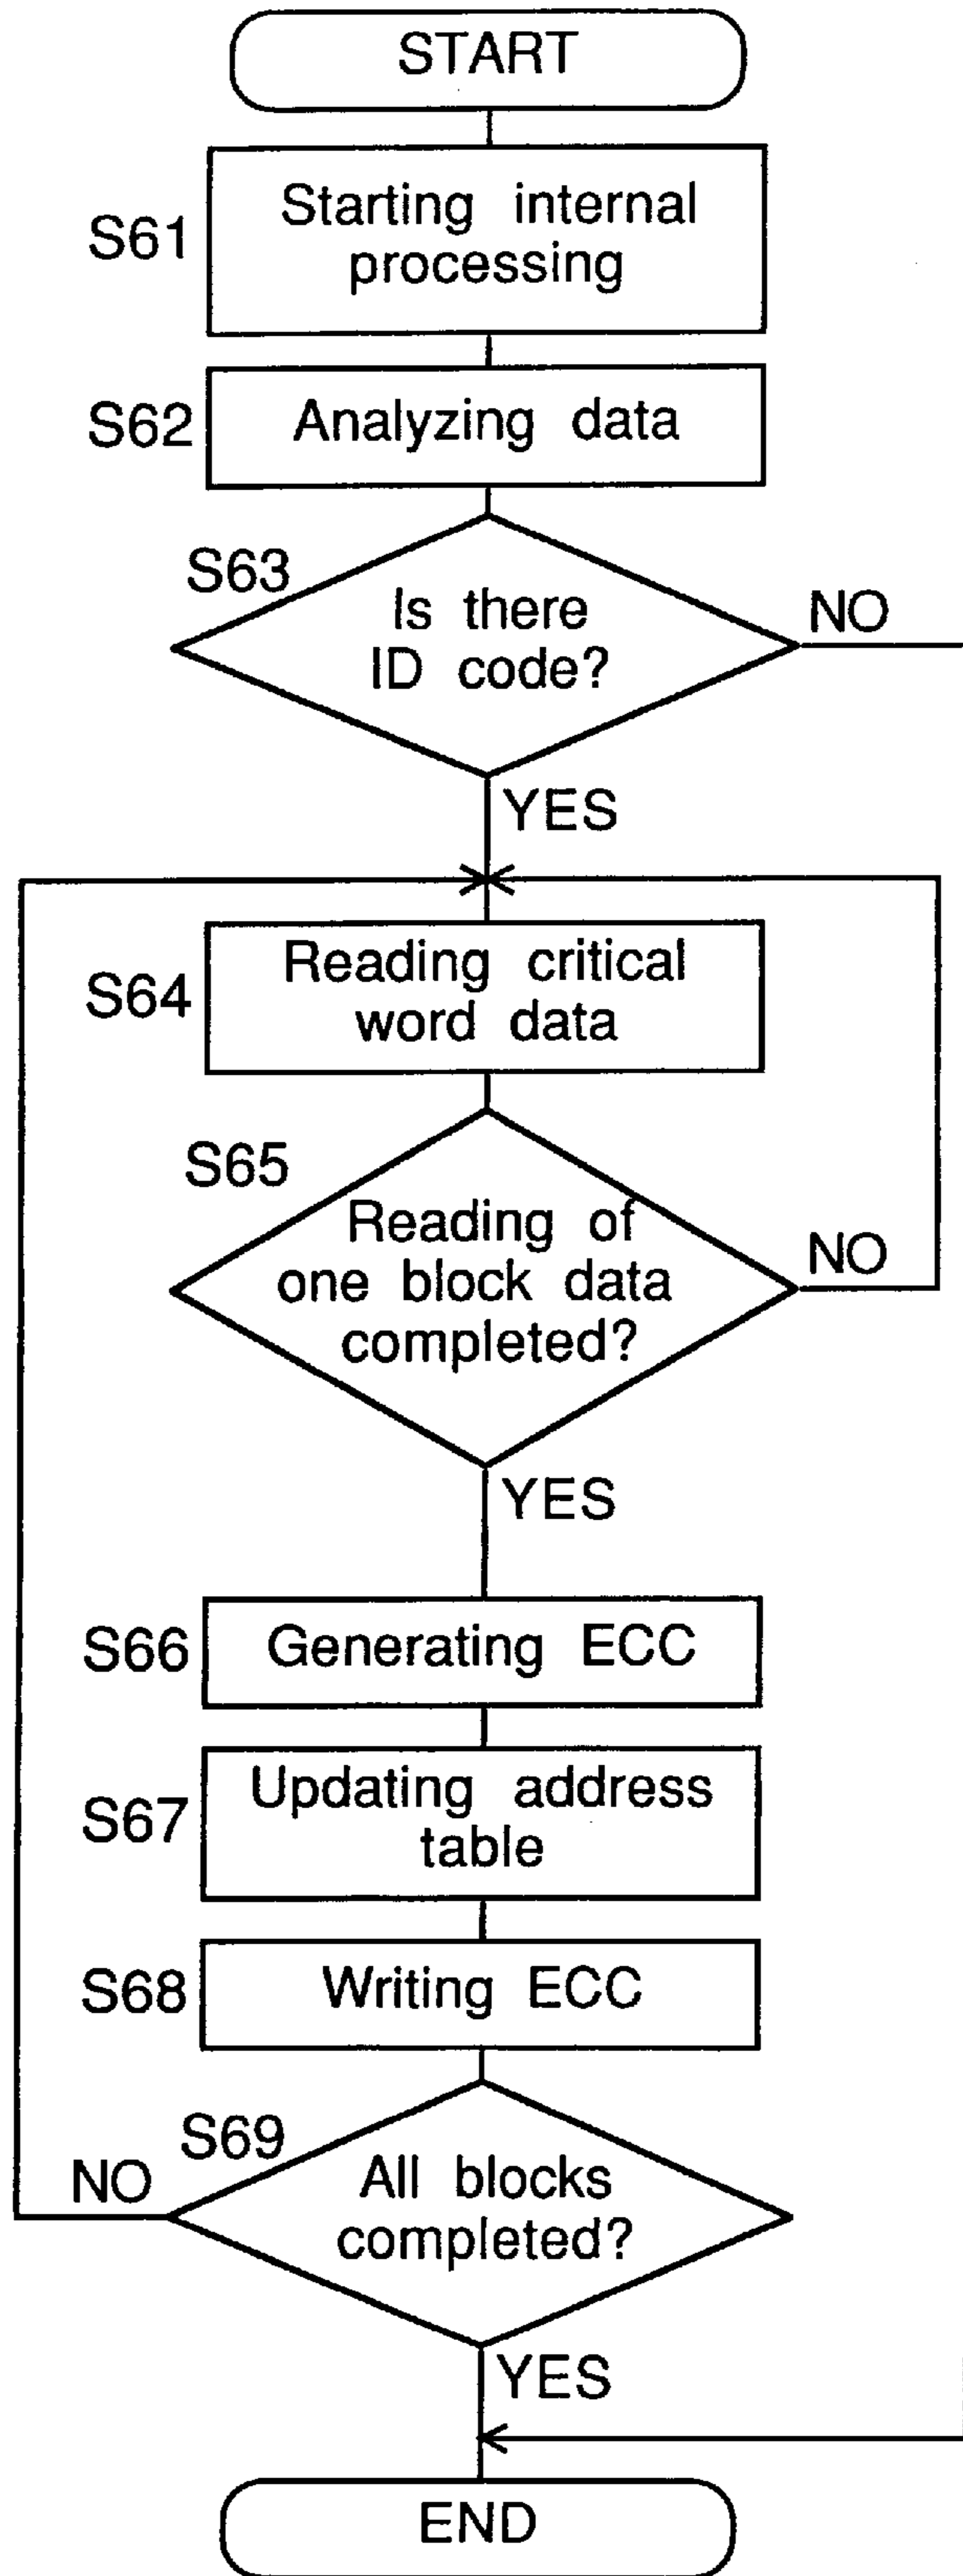 START
S61
Starting internal
processing
S62
Analyzing data
S63
Is there
ID code?
NO
YES
S64
Reading critical
word data
S65
Reading of
one block data
completed?
NO
YES
S66
Generating ECC
S67
Updating address
table
S68
Writing ECC
S69
NO
All blocks
completed?
YES
END